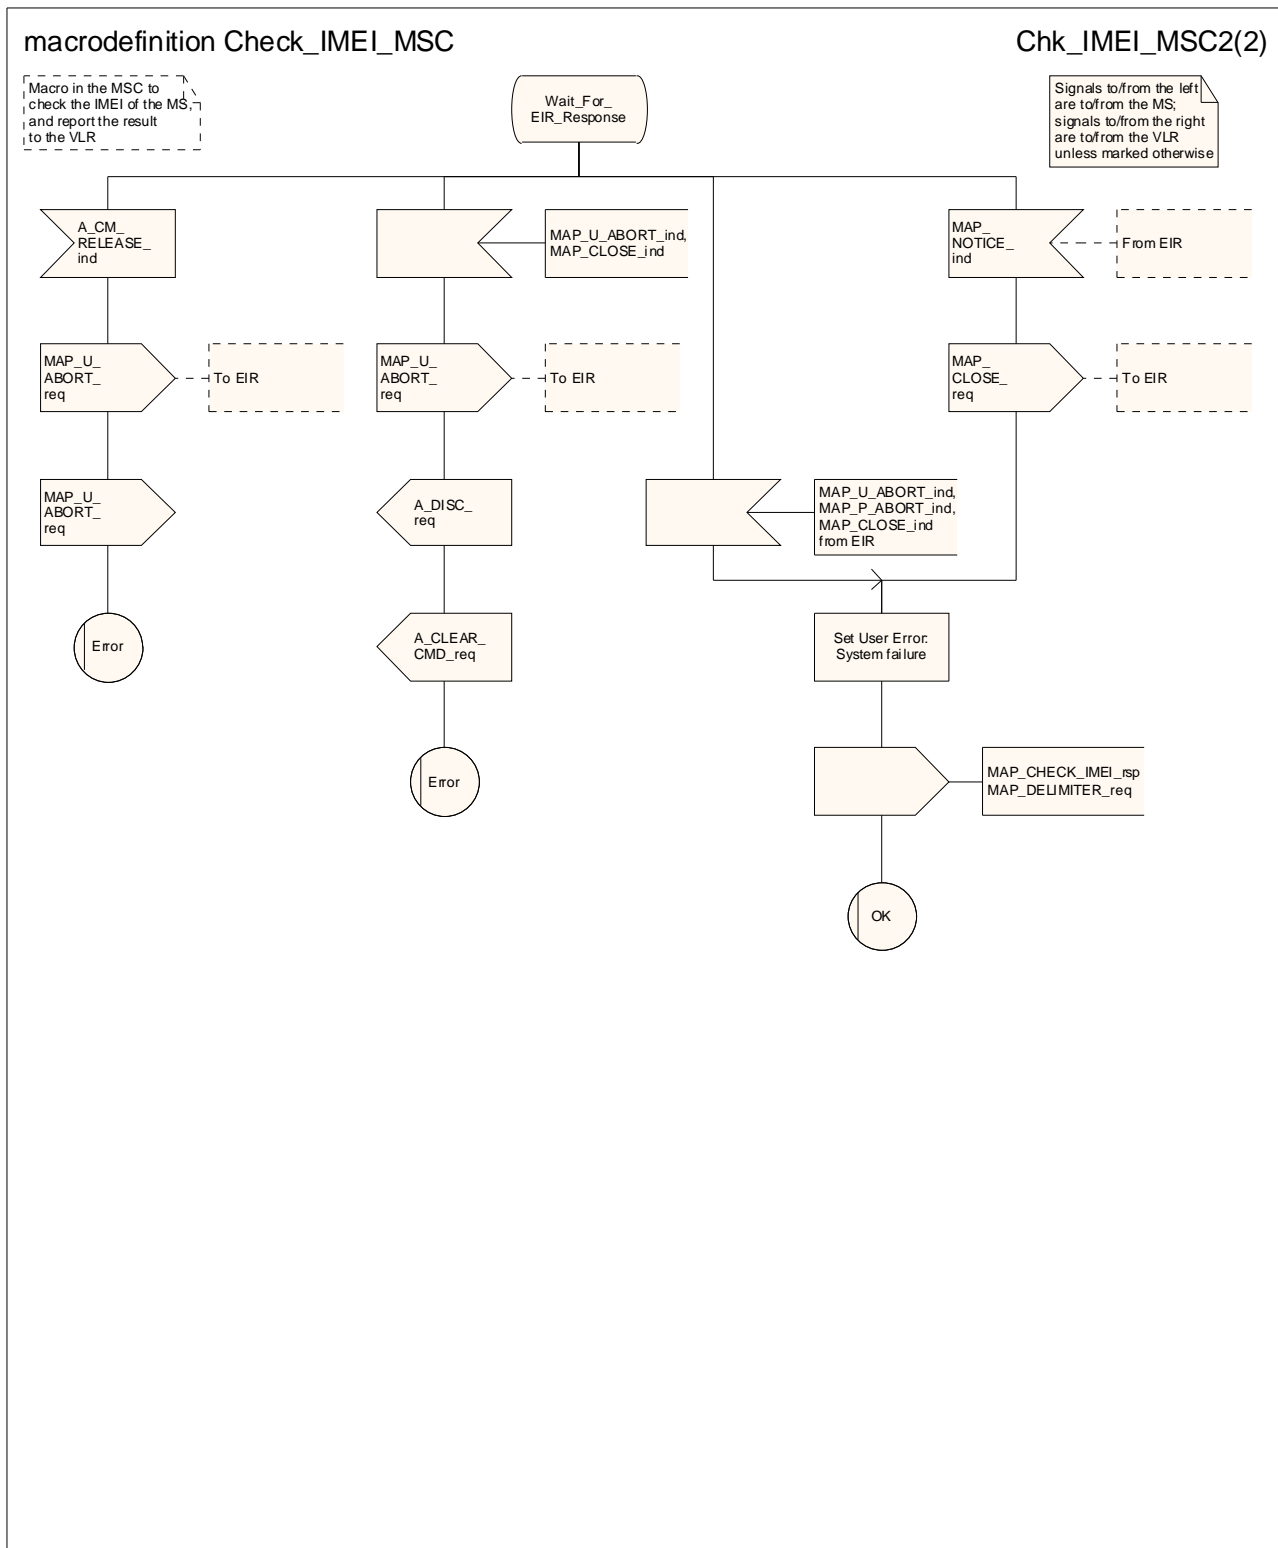 macrodefinition Check_IMEI_MSC
Chk_IMEI_MSC2(2)
Macro in the MSC to
check the IMEI of the MS,
and report the result
to the VLR
Wait_For_
EIR_Response
Signals to/from the left
are to/from the MS;
signals to/from the right
are to/from the VLR
unless marked otherwise
A_CM_
RELEASE_
ind
MAP_U_ABORT_ind,
MAP_CLOSE_ind
MAP_
NOTICE_
ind
From EIR
MAP_U_
ABORT_
req
To EIR
MAP_U_
ABORT_
req
To EIR
MAP_
CLOSE_
req
To EIR
MAP_U_
ABORT_
req
A_DISC_
req
MAP_U_ABORT_ind,
MAP_P_ABORT_ind,
MAP_CLOSE_ind
from EIR
Error
A_CLEAR_
CMD_req
Set User Error:
System failure
Error
MAP_CHECK_IMEI_rsp
MAP_DELIMITER_req
OK